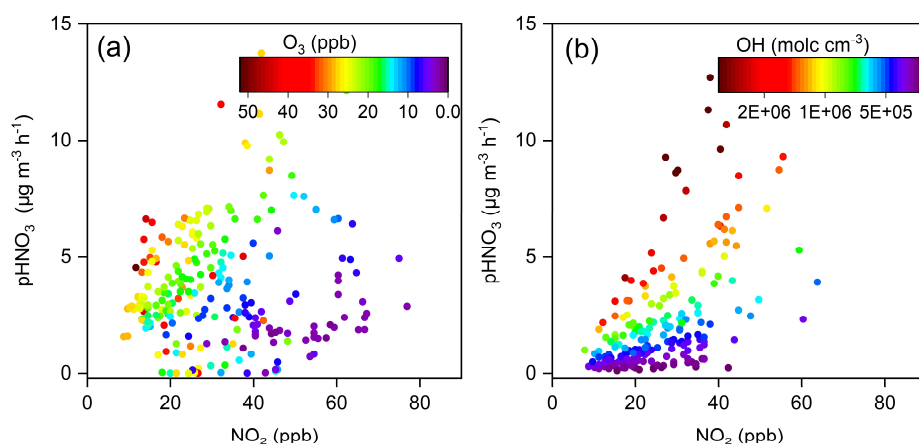 (a)
O₃ (ppb)
50 40 30 20 10 0.0
15
10
5
0
pHNO₃ (μg m⁻³ h⁻¹)
0 20 40 60 80
NO₂ (ppb)
(b)
OH (molc cm⁻³)
2E+06 1E+06 5E+05
15
10
5
0
pHNO₃ (μg m⁻³ h⁻¹)
0 20 40 60 80
NO₂ (ppb)